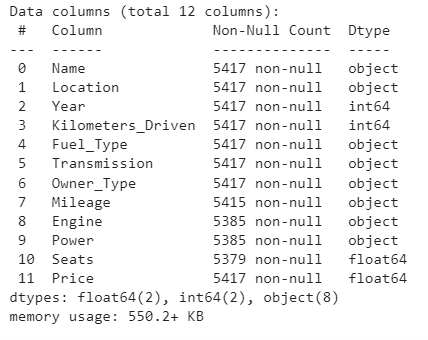 Data columns (total 12 columns):
 #   Column             Non-Null Count  Dtype
---  ------             --------------  -----
 0   Name               5417 non-null   object
 1   Location           5417 non-null   object
 2   Year               5417 non-null   int64
 3   Kilometers_Driven  5417 non-null   int64
 4   Fuel_Type          5417 non-null   object
 5   Transmission       5417 non-null   object
 6   Owner_Type         5417 non-null   object
 7   Mileage            5415 non-null   object
 8   Engine             5385 non-null   object
 9   Power              5385 non-null   object
 10  Seats              5379 non-null   float64
 11  Price              5417 non-null   float64
dtypes: float64(2), int64(2), object(8)
memory usage: 550.2+ KB